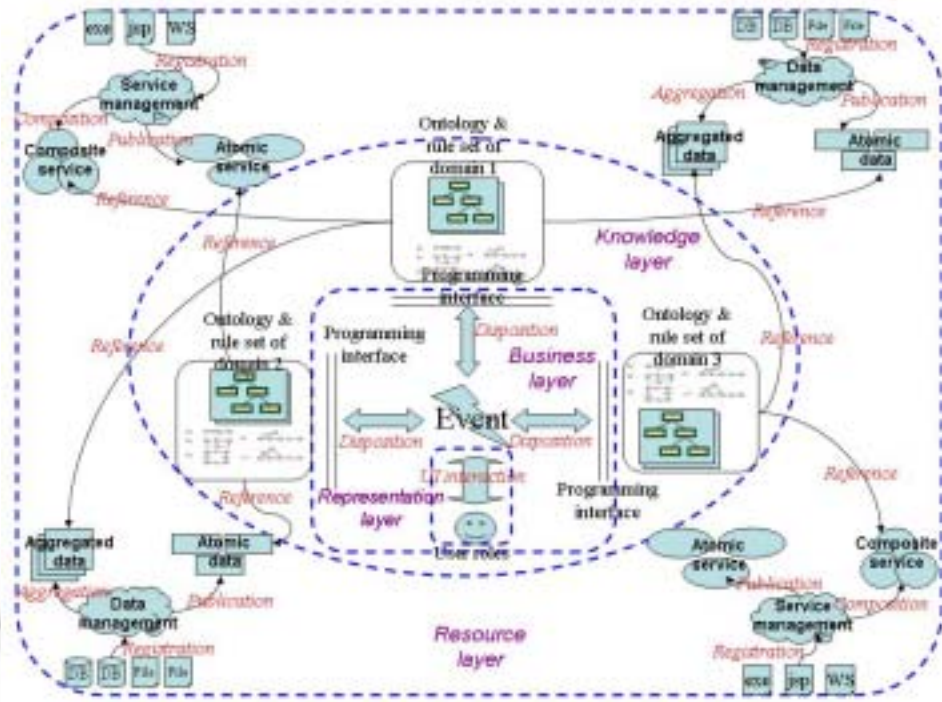 exe jsp WS
Registration
Service
management
Composition
Publication
Composite
service
Atomic
service
Reference
Reference
DB DB File File
Registration
Data
management
Aggregation
Publication
Aggregated
data
Atomic
data
Reference
Ontology &
rule set of
domain 1
Knowledge
layer
Programming
interface
Disposition
Reference
Ontology &
rule set of
domain 2
Programming
interface
Business
layer
Ontology &
rule set of
domain 3
Reference
Event
Disposition
Disposition
UI interaction
Representation
layer
User roles
Programming
interface
Reference
Reference
Aggregated
data
Atomic
data
Aggregation
Publication
Data
management
Registration
DB DB File File
Resource
layer
Atomic
service
Composite
service
Publication
Composition
Service
management
Registration
exe jsp WS